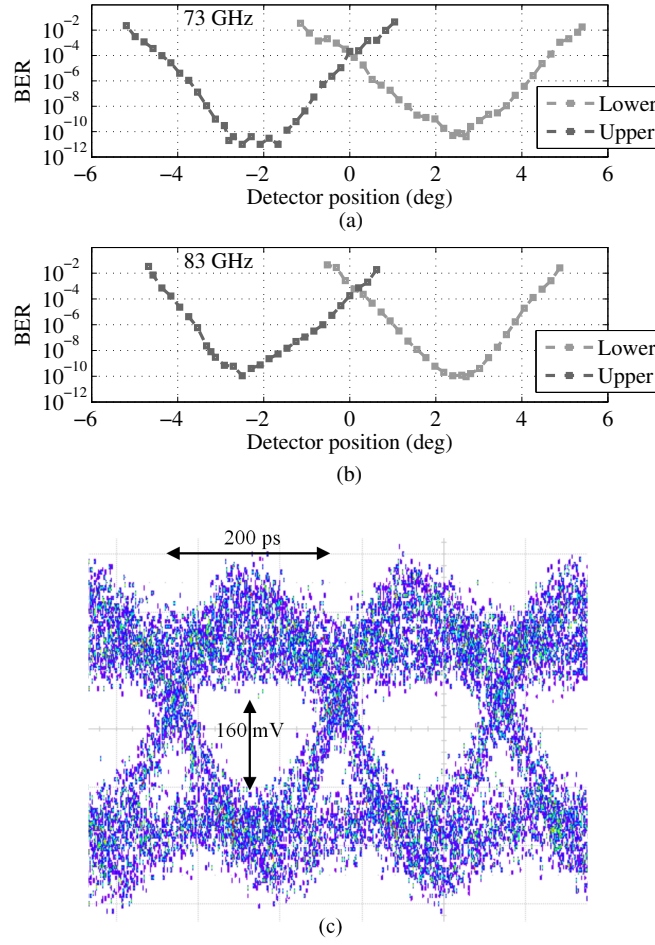 73 GHz
10−2
10−4
10−6
10−8
10−10
10−12
BER
Lower
Upper
−6 −4 −2 0 2 4 6
Detector position (deg)
(a)
83 GHz
10−2
10−4
10−6
10−8
10−10
10−12
BER
Lower
Upper
−6 −4 −2 0 2 4 6
Detector position (deg)
(b)
200 ps
160 mV
(c)